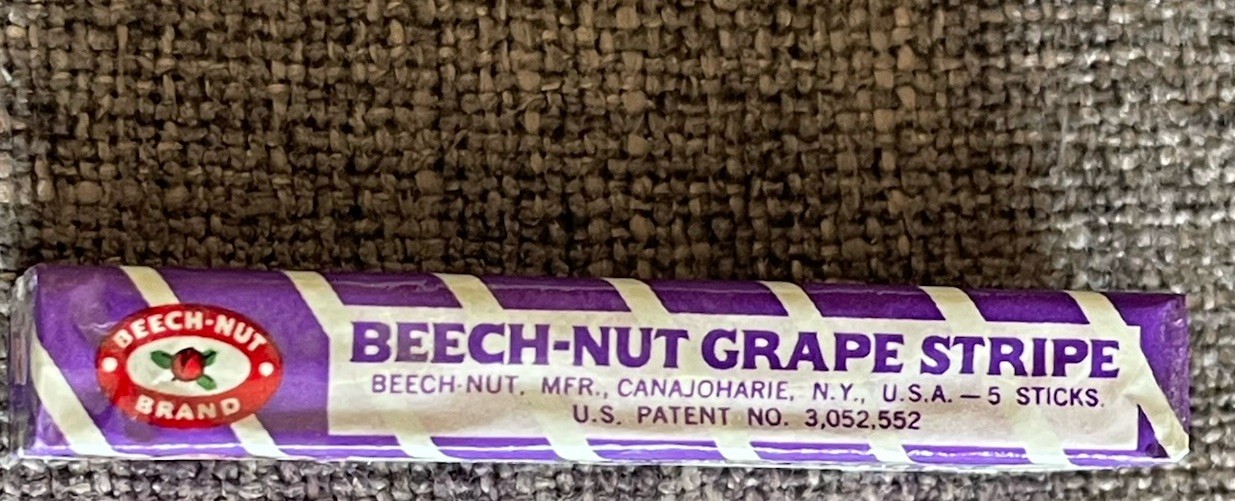 BEECH-NUT
BRAND
BEECH-NUT GRAPE STRIPE
BEECH-NUT, MFR., CANAJOHARIE, N.Y., U.S.A. — 5 STICKS.
U.S. PATENT NO. 3,052,552